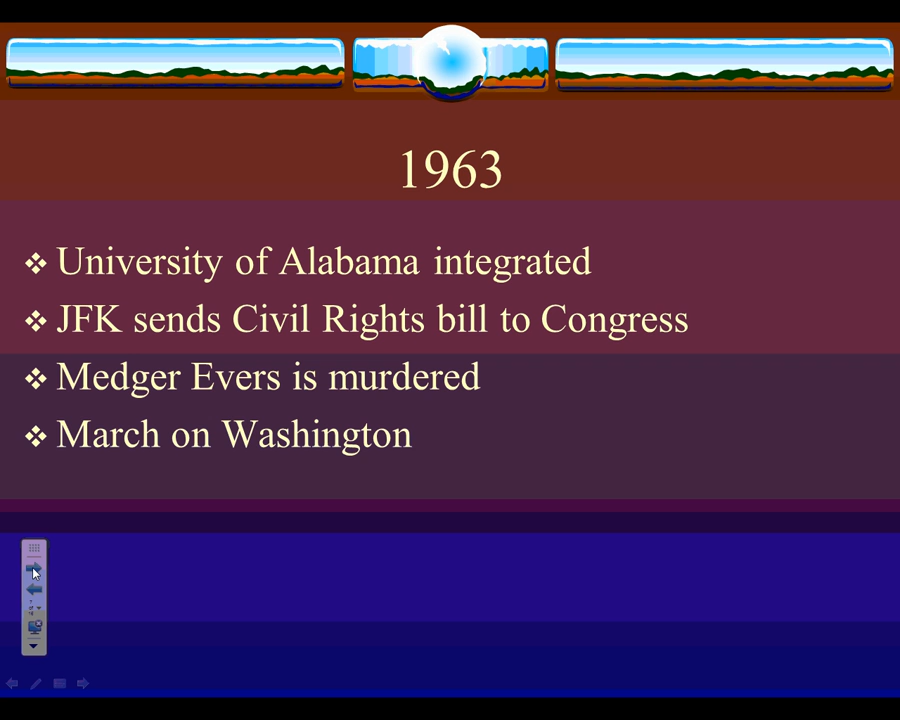 1963
❖ University of Alabama integrated
❖ JFK sends Civil Rights bill to Congress
❖ Medger Evers is murdered
❖ March on Washington